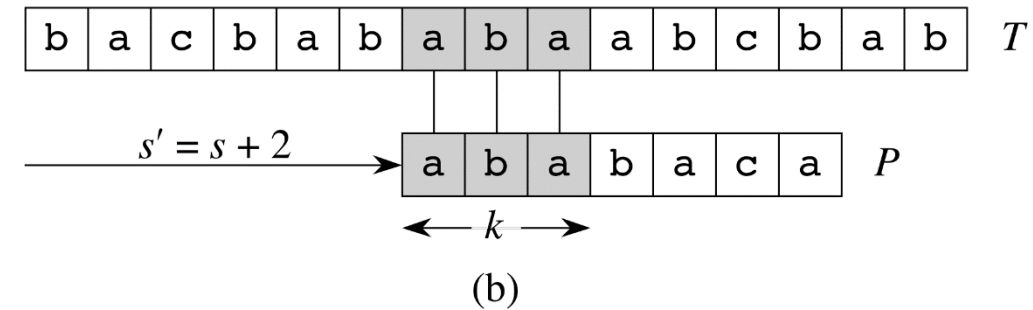 b a c b a b a b a a b c b a b T
s′ = s + 2
a b a b a c a P
k
(b)